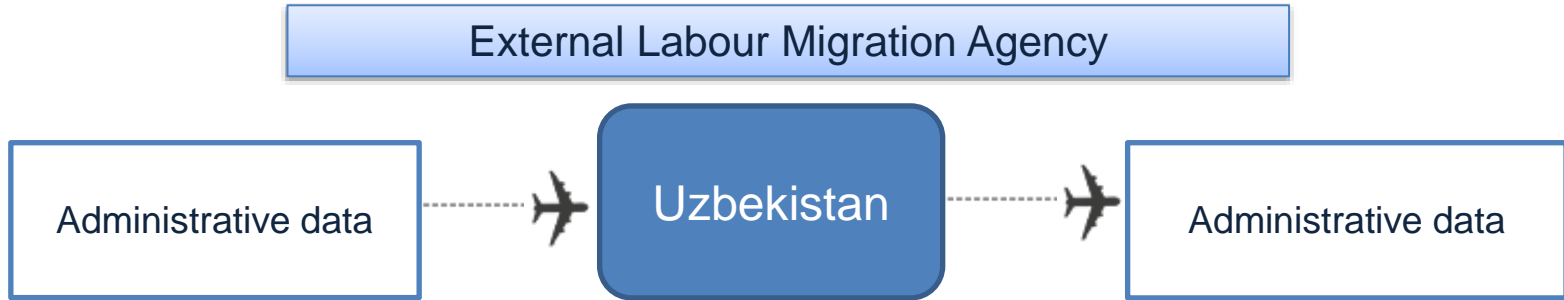 External Labour Migration Agency
Administrative data
Uzbekistan
Administrative data